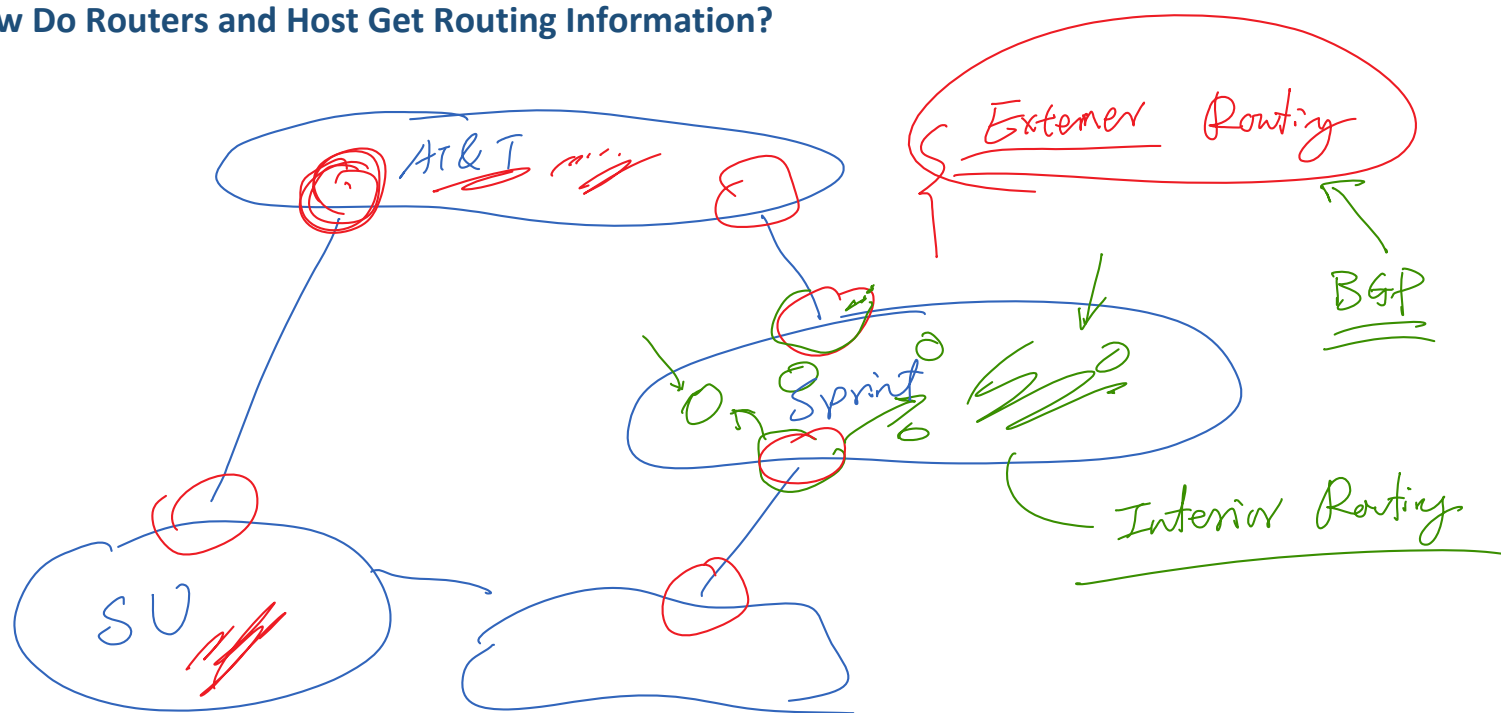 w Do Routers and Host Get Routing Information?
AT&T
Externer Routing
BGP
Sprint
Interior Routing
SU